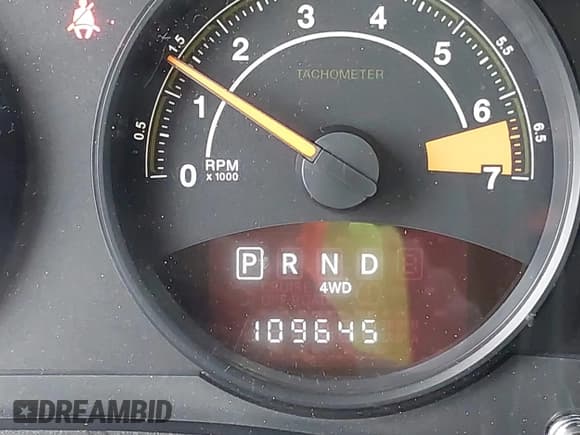 0 0.5 1 1.5 2 3 4 5 5.5 6 6.5 7
TACHOMETER
RPM
x 1000
P R N D
4WD
109645
DREAMBID